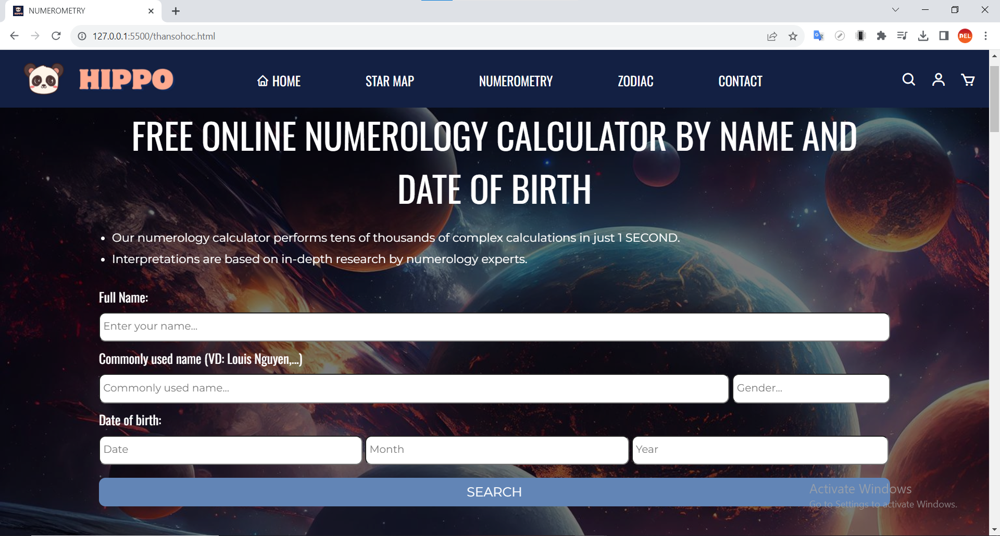 NUMEROMETRY
127.0.0.1:5500/thansohoc.html
DEL
HIPPO
HOME
STAR MAP
NUMEROMETRY
ZODIAC
CONTACT
FREE ONLINE NUMEROLOGY CALCULATOR BY NAME AND
DATE OF BIRTH
Our numerology calculator performs tens of thousands of complex calculations in just 1 SECOND.
Interpretations are based on in-depth research by numerology experts.
Full Name:
Enter your name...
Commonly used name (VD: Louis Nguyen,...)
Commonly used name...
Gender...
Date of birth:
Date
Month
Year
SEARCH
Activate Windows
Go to Settings to activate Windows.